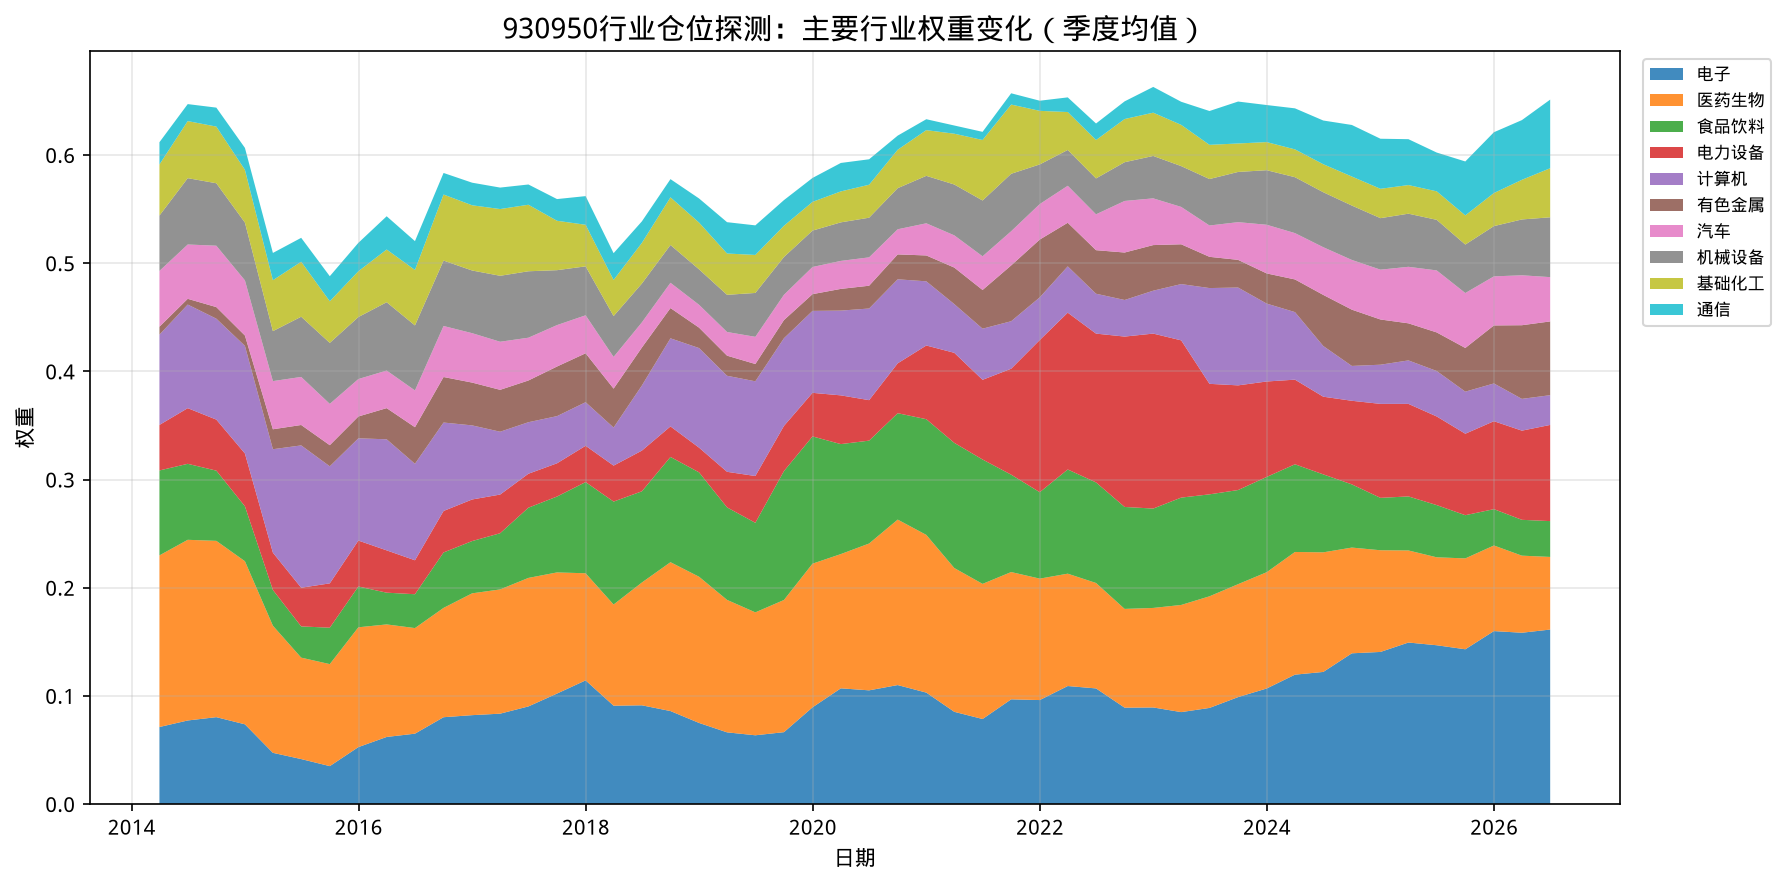 930950行业仓位探测：主要行业权重变化（季度均值）
权重
0.6
0.5
0.4
0.3
0.2
0.1
0.0
2014 2016 2018 2020 2022 2024 2026
日期
电子
医药生物
食品饮料
电力设备
计算机
有色金属
汽车
机械设备
基础化工
通信